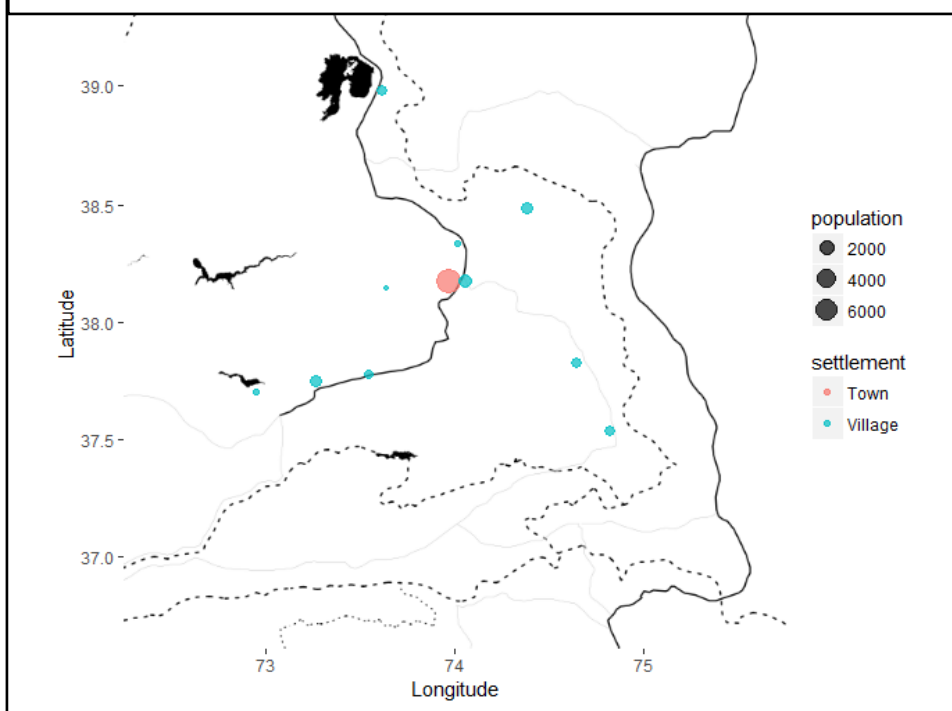 39.0
38.5
38.0
37.5
37.0
Latitude
73 74 75
Longitude
population
2000
4000
6000
settlement
Town
Village